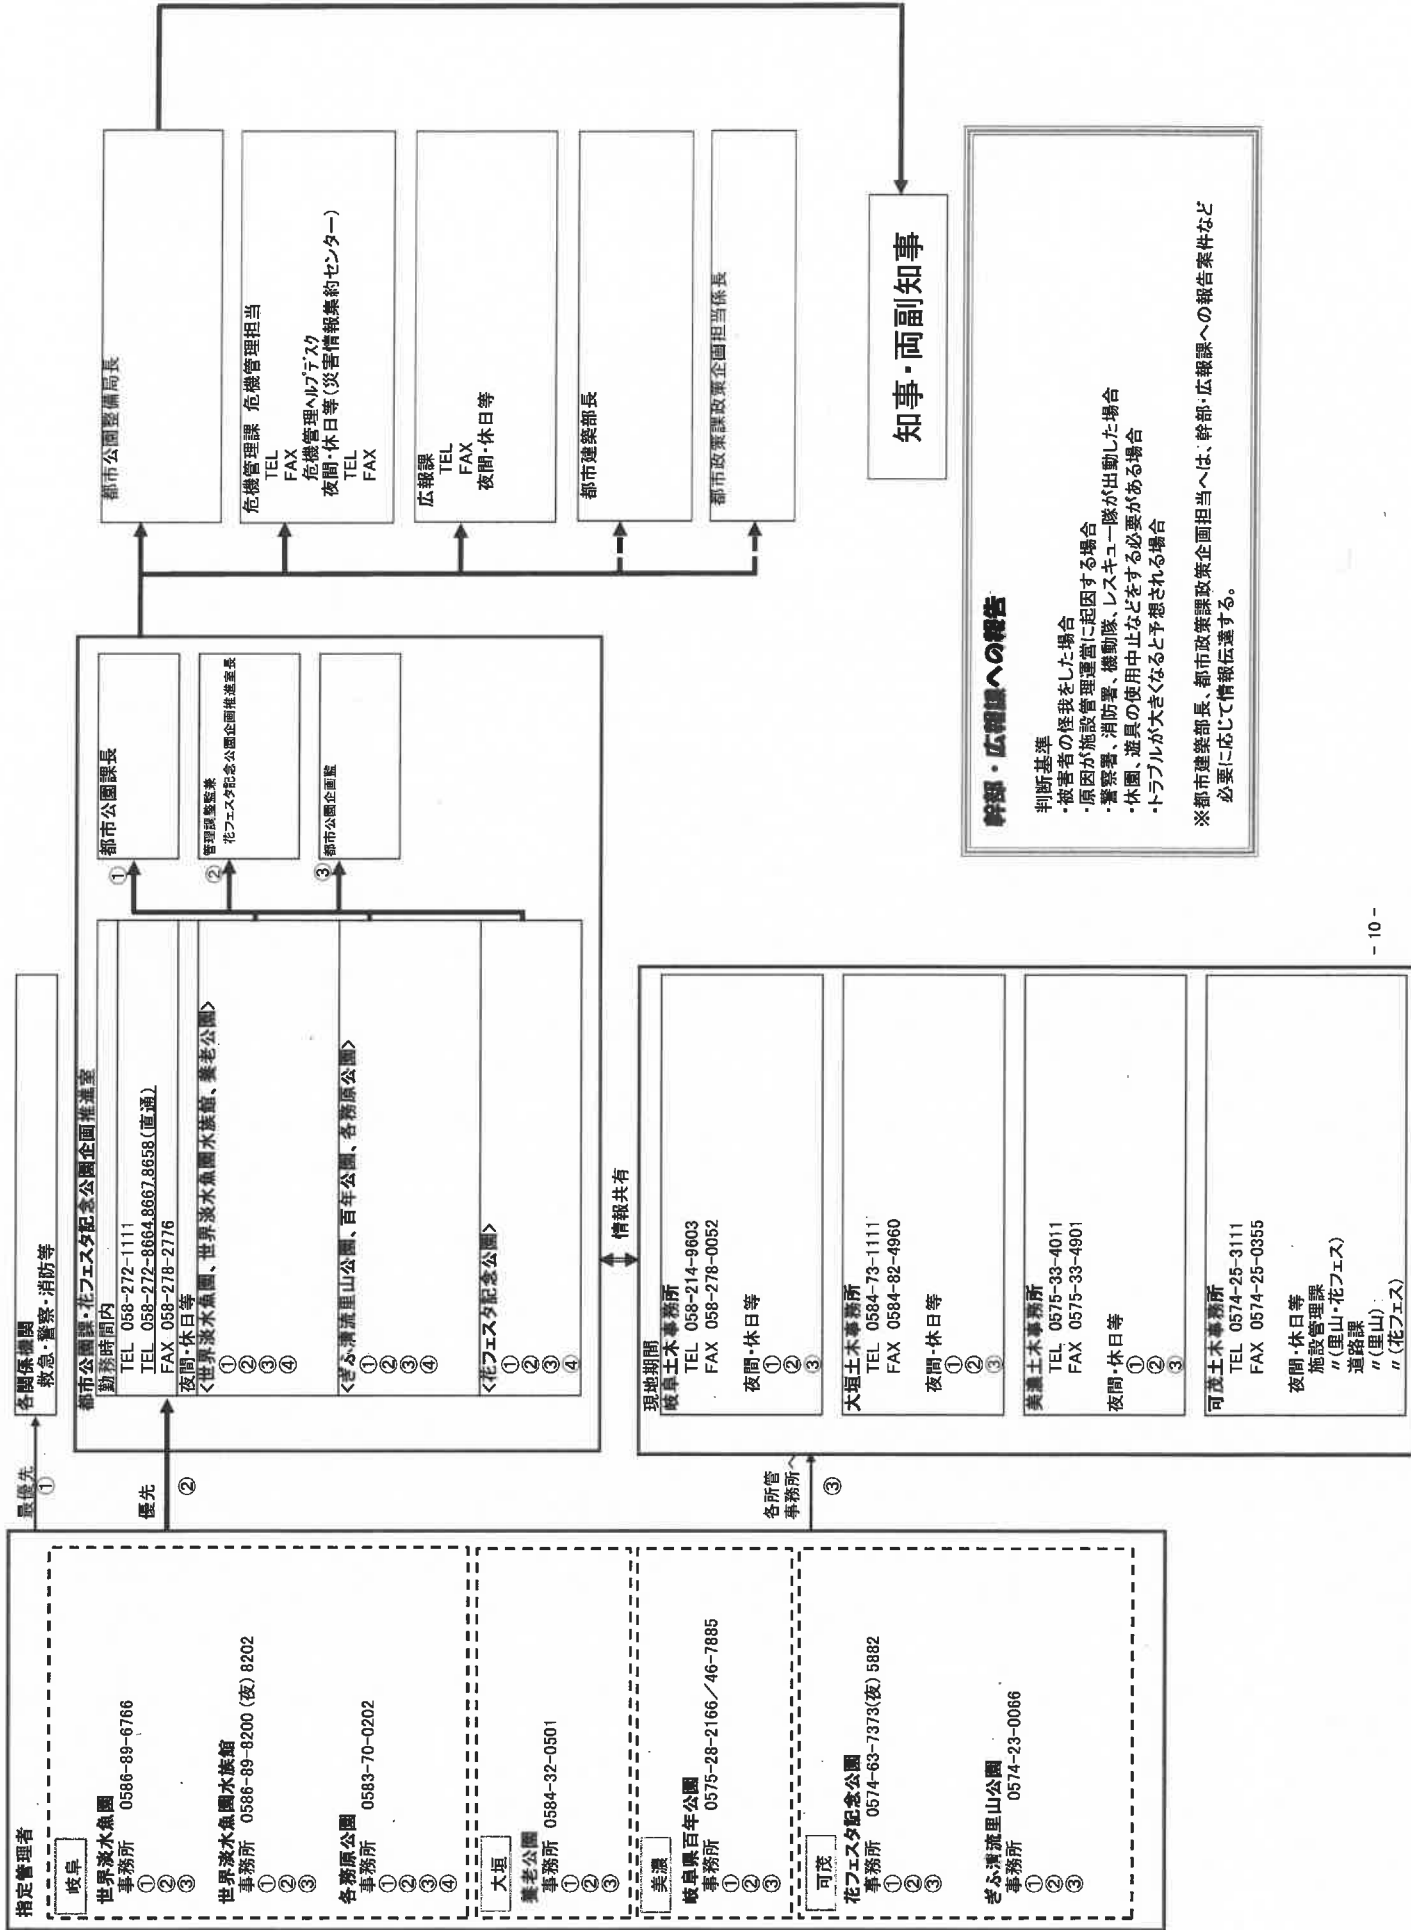 指定管理者
岐阜
世界淡水魚園
事務所 0586-89-6766
①
②
③
世界淡水魚園水族館
事務所 0586-89-8200(夜)8202
①
②
③
各務原公園
事務所 0583-70-0202
①
②
③
④
大垣
養老公園
事務所 0584-32-0501
①
②
③
美濃
岐阜県百年公園
事務所 0575-28-2166/46-7885
①
②
③
可茂
花フェスタ記念公園
事務所 0574-63-7373(夜)5882
①
②
③
ぎふ清流里山公園
事務所 0574-23-0066
①
②
③
最優先
①
優先
②
各所管
事務所へ
③
各関係機関
救急・警察・消防等
都市公園課・花フェスタ記念公園企画推進室
勤務時間内
TEL 058-272-1111
TEL 058-272-8664,8667,8658(直通)
FAX 058-278-2776
夜間・休日等
<世界淡水魚園、世界淡水魚園水族館、養老公園>
①
②
③
④
<ぎふ清流里山公園、百年公園、各務原公園>
①
②
③
④
<花フェスタ記念公園>
①
②
③
④
①
都市公園課長
②
管理調整監兼
花フェスタ記念公園企画推進室長
③
都市公園企画監
情報共有
現地期間
岐阜土木事務所
TEL 058-214-9603
FAX 058-278-0052
夜間・休日等
①
②
③
大垣土木事務所
TEL 0584-73-1111
FAX 0584-82-4960
夜間・休日等
①
②
③
美濃土木事務所
TEL 0575-33-4011
FAX 0575-33-4901
夜間・休日等
①
②
③
可茂土木事務所
TEL 0574-25-3111
FAX 0574-25-0355
夜間・休日等
施設管理課
〃(里山・花フェス)
道路課
〃(里山)
〃(花フェス)
都市公園整備局長
危機管理課 危機管理担当
TEL
FAX
危機管理ヘルプデスク
夜間・休日等(災害情報集約センター)
TEL
FAX
広報課
TEL
FAX
夜間・休日等
都市建築部長
都市政策課政策企画担当係長
知事・両副知事
幹部・広報課への報告
判断基準
・被害者の怪我をした場合
・原因が施設管理運営に起因する場合
・警察署、消防署、機動隊、レスキュー隊が出動した場合
・休園、遊具の使用中止などをする必要がある場合
・トラブルが大きくなると予想される場合
※都市建築部長、都市政策課政策企画担当へは、幹部・広報課への報告案件など
必要に応じて情報伝達する。
- 10 -